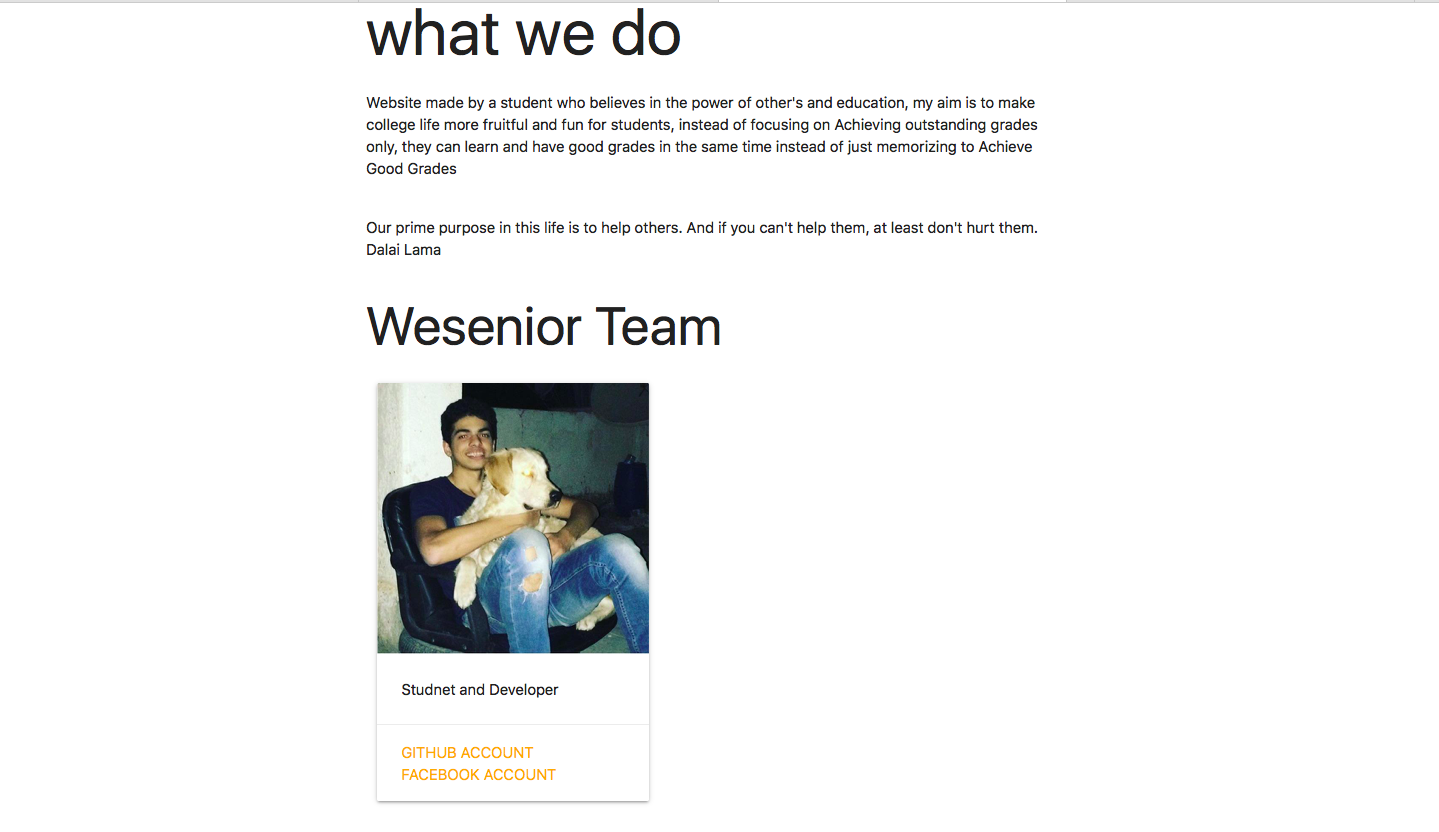 what we do
Website made by a student who believes in the power of other's and education, my aim is to make
college life more fruitful and fun for students, instead of focusing on Achieving outstanding grades
only, they can learn and have good grades in the same time instead of just memorizing to Achieve
Good Grades
Our prime purpose in this life is to help others. And if you can't help them, at least don't hurt them.
Dalai Lama
Wesenior Team
Studnet and Developer
GITHUB ACCOUNT
FACEBOOK ACCOUNT